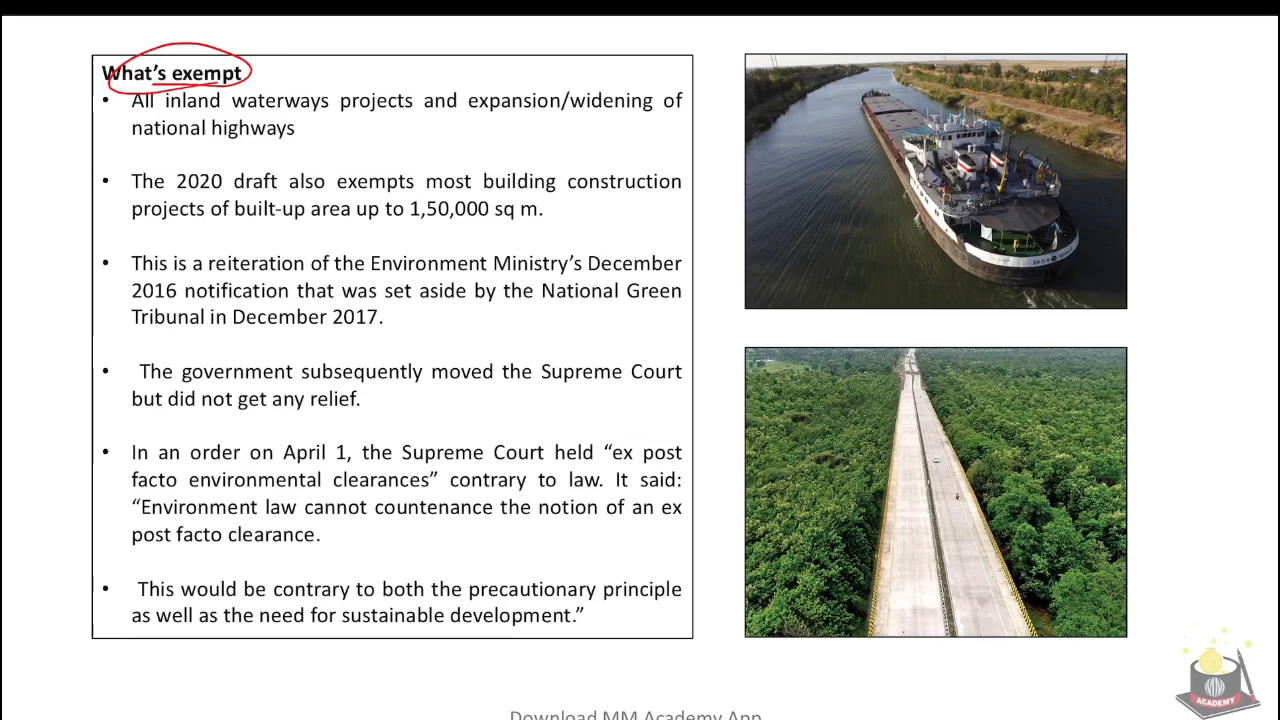 What's exempt
• All inland waterways projects and expansion/widening of
national highways
• The 2020 draft also exempts most building construction
projects of built-up area up to 1,50,000 sq m.
• This is a reiteration of the Environment Ministry's December
2016 notification that was set aside by the National Green
Tribunal in December 2017.
• The government subsequently moved the Supreme Court
but did not get any relief.
• In an order on April 1, the Supreme Court held “ex post
facto environmental clearances” contrary to law. It said:
“Environment law cannot countenance the notion of an ex
post facto clearance.
• This would be contrary to both the precautionary principle
as well as the need for sustainable development.”
ACADEMY
Download MM Academy App